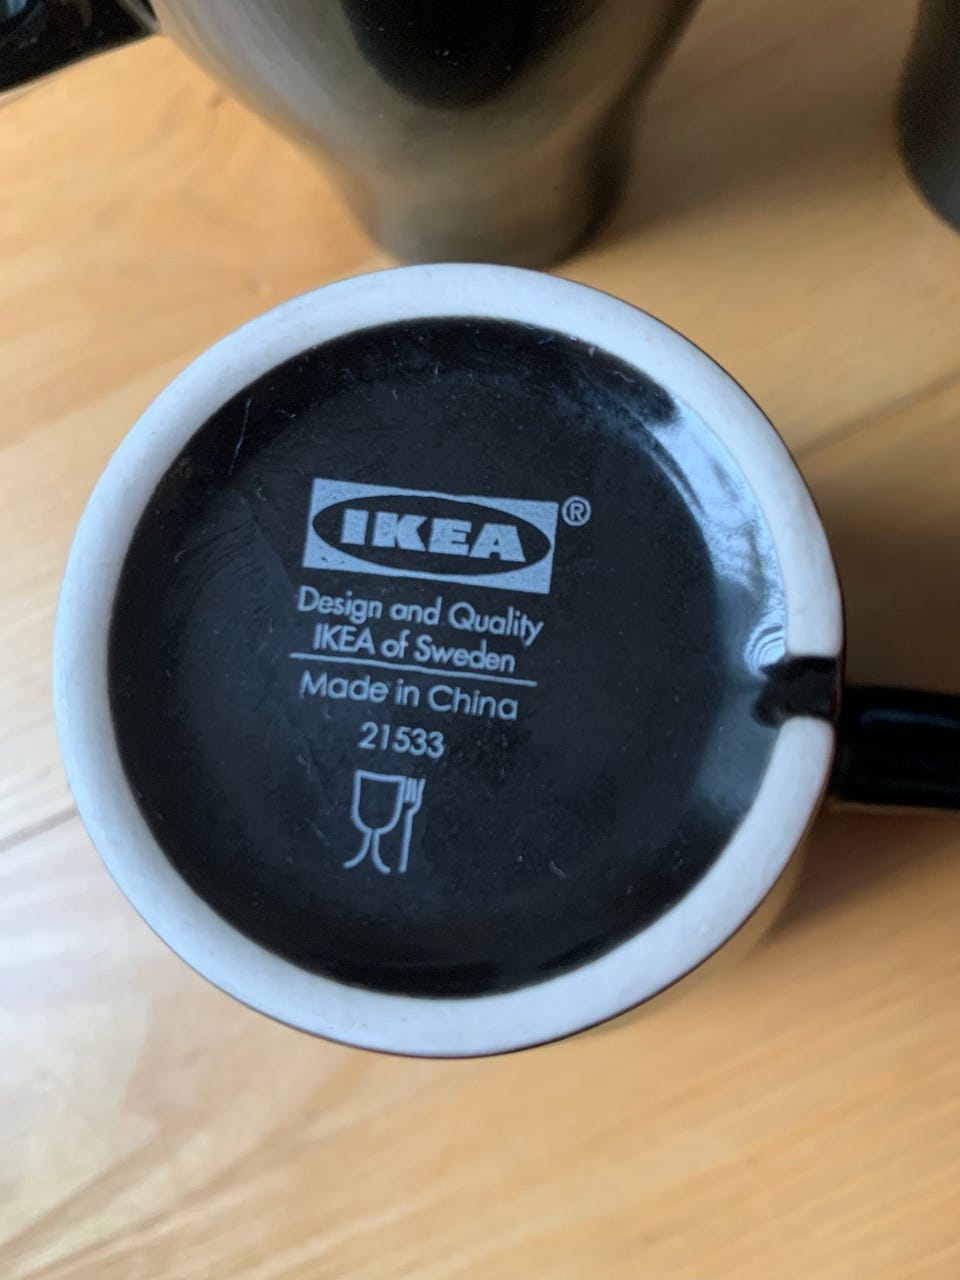 IKEA®
Design and Quality
IKEA of Sweden
Made in China
21533